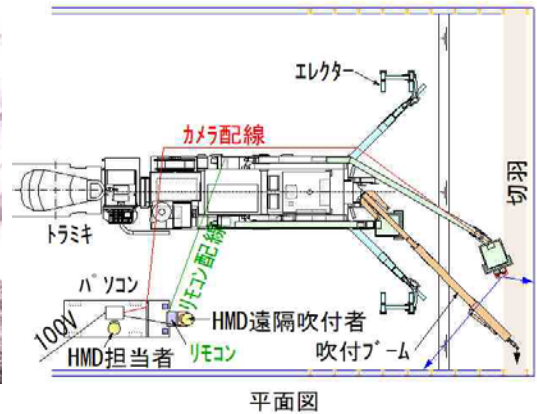 エレクター
カメラ配線
切羽
トラミキ
リモコン配線
パソコン
100V
HMD遠隔吹付者
リモコン
吹付ブーム
HMD担当者
平面図